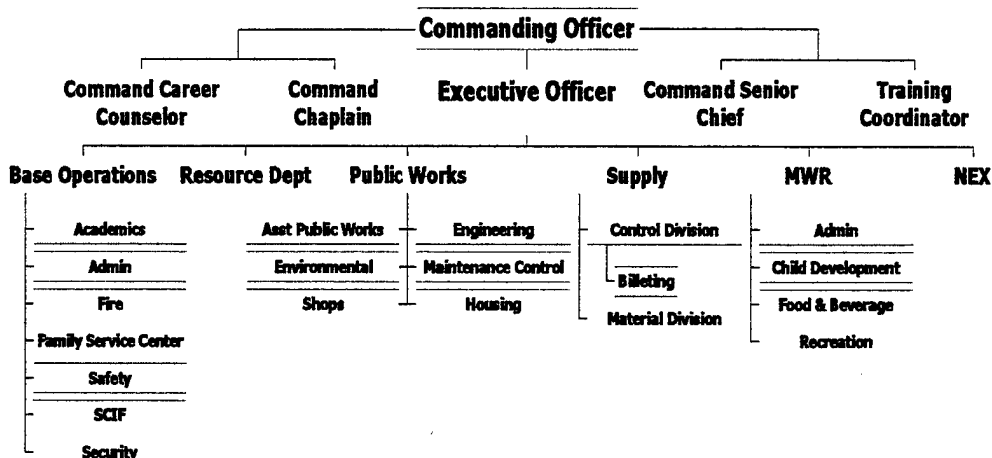 Commanding Officer
Command Career
Counselor
Command
Chaplain
Executive Officer
Command Senior
Chief
Training
Coordinator
Base Operations
Resource Dept
Public Works
Supply
MWR
NEX
Academics
Admin
Fire
Family Service Center
Safety
SCIF
Security
Asst Public Works
Environmental
Shops
Engineering
Maintenance Control
Housing
Control Division
Billeting
Material Division
Admin
Child Development
Food & Beverage
Recreation